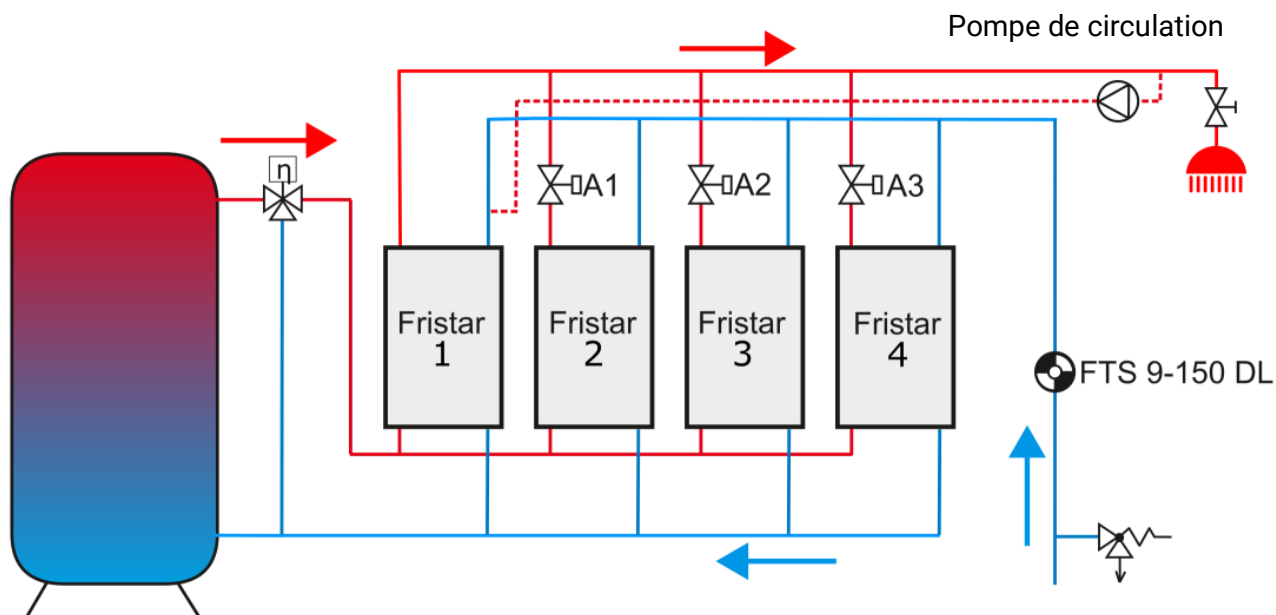 Pompe de circulation
η
A1
A2
A3
Fristar
1
Fristar
2
Fristar
3
Fristar
4
FTS 9-150 DL